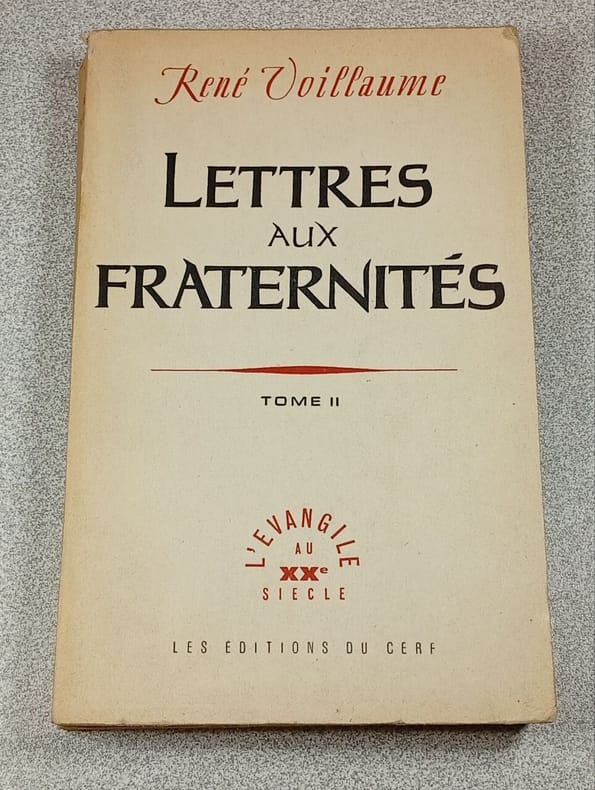 René Voillaume
LETTRES
AUX
FRATERNITÉS
TOME II
L'EVANGILE
AU
XXe
SIECLE
LES ÉDITIONS DU CERF